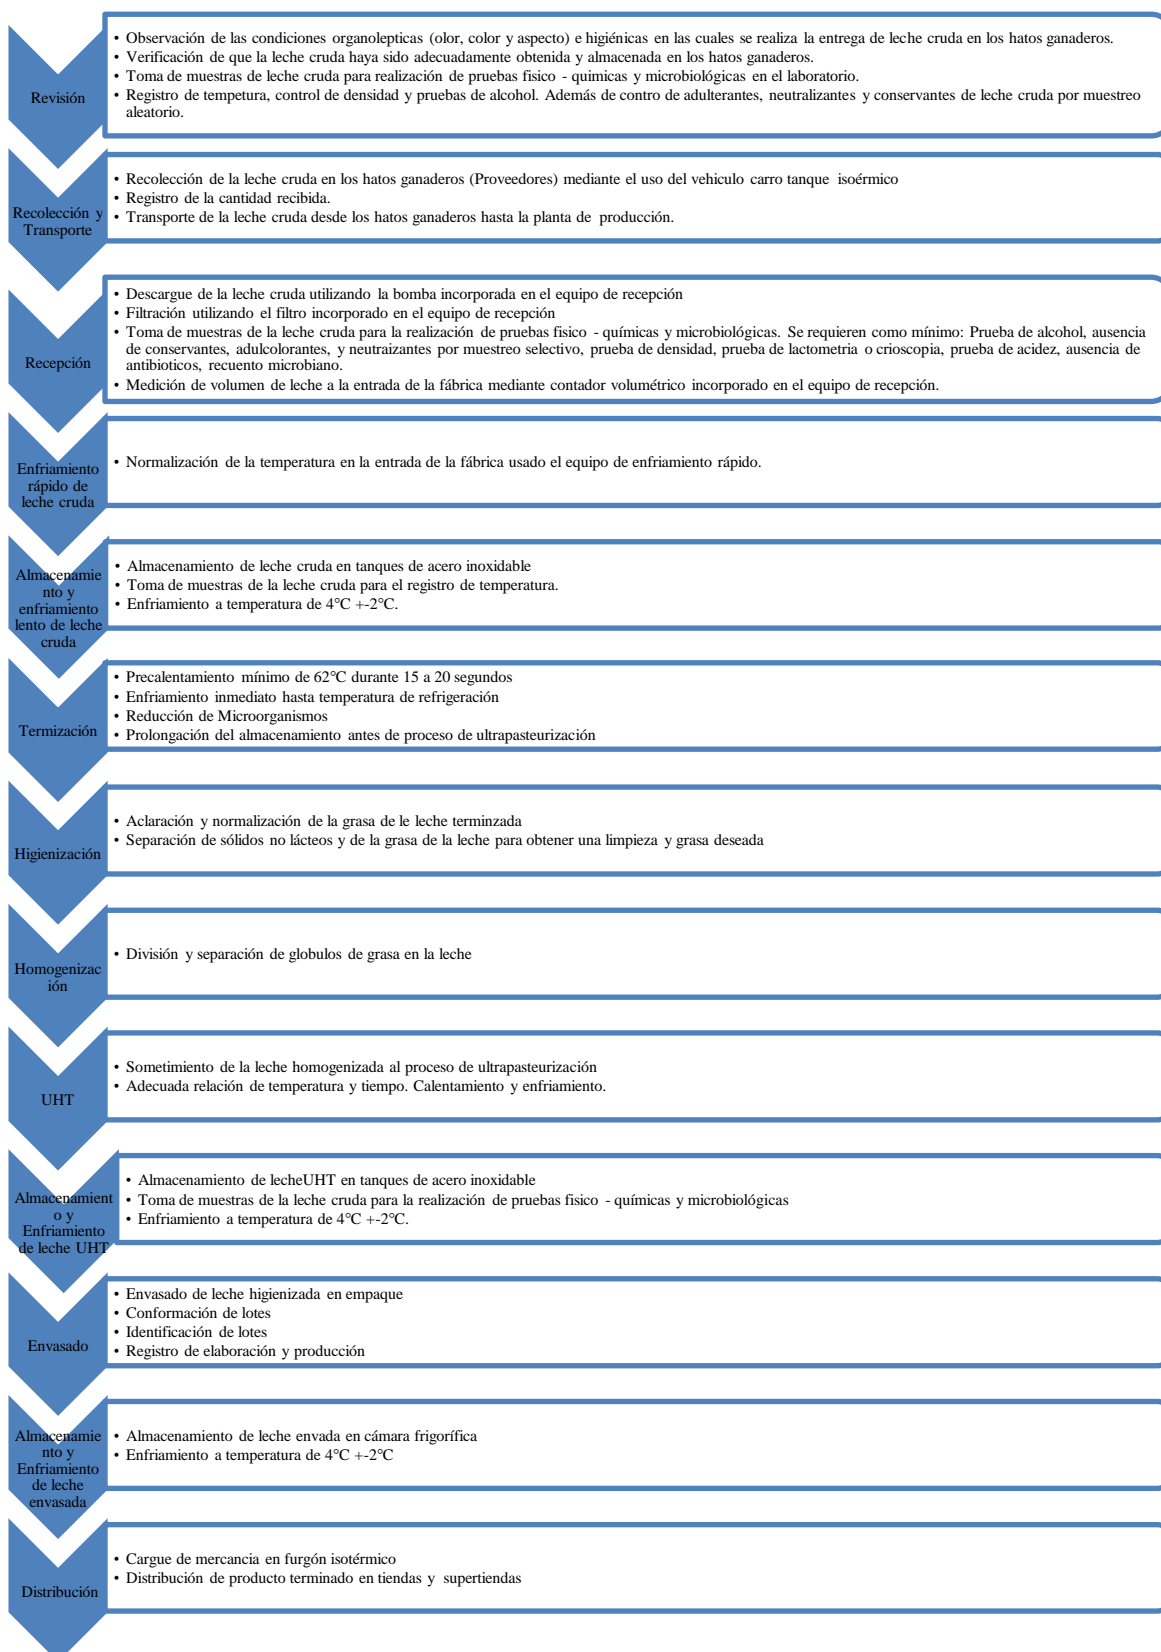 Revisión
• Observación de las condiciones organolepticas (olor, color y aspecto) e higiénicas en las cuales se realiza la entrega de leche cruda en los hatos ganaderos.
• Verificación de que la leche cruda haya sido adecuadamente obtenida y almacenada en los hatos ganaderos.
• Toma de muestras de leche cruda para realización de pruebas fisico - quimicas y microbiológicas en el laboratorio.
• Registro de tempetura, control de densidad y pruebas de alcohol. Además de contro de adulterantes, neutralizantes y conservantes de leche cruda por muestreo
aleatorio.
Recolección y
Transporte
• Recolección de la leche cruda en los hatos ganaderos (Proveedores) mediante el uso del vehiculo carro tanque isoérmico
• Registro de la cantidad recibida.
• Transporte de la leche cruda desde los hatos ganaderos hasta la planta de producción.
Recepción
• Descargue de la leche cruda utilizando la bomba incorporada en el equipo de recepción
• Filtración utilizando el filtro incorporado en el equipo de recepción
• Toma de muestras de la leche cruda para la realización de pruebas fisico - químicas y microbiológicas. Se requieren como mínimo: Prueba de alcohol, ausencia
de conservantes, adulcolorantes, y neutraizantes por muestreo selectivo, prueba de densidad, prueba de lactometria o crioscopia, prueba de acidez, ausencia de
antibioticos, recuento microbiano.
• Medición de volumen de leche a la entrada de la fábrica mediante contador volumétrico incorporado en el equipo de recepción.
Enfriamiento
rápido de
leche cruda
• Normalización de la temperatura en la entrada de la fábrica usado el equipo de enfriamiento rápido.
Almacenamie
nto y
enfriamiento
lento de leche
cruda
• Almacenamiento de leche cruda en tanques de acero inoxidable
• Toma de muestras de la leche cruda para el registro de temperatura.
• Enfriamiento a temperatura de 4°C +-2°C.
Termización
• Precalentamiento mínimo de 62°C durante 15 a 20 segundos
• Enfriamiento inmediato hasta temperatura de refrigeración
• Reducción de Microorganismos
• Prolongación del almacenamiento antes de proceso de ultrapasteurización
Higienización
• Aclaración y normalización de la grasa de le leche terminzada
• Separación de sólidos no lácteos y de la grasa de la leche para obtener una limpieza y grasa deseada
Homogenizac
ión
• División y separación de globulos de grasa en la leche
UHT
• Sometimiento de la leche homogenizada al proceso de ultrapasteurización
• Adecuada relación de temperatura y tiempo. Calentamiento y enfriamiento.
Almacenamient
o y
Enfriamiento
de leche UHT
• Almacenamiento de lecheUHT en tanques de acero inoxidable
• Toma de muestras de la leche cruda para la realización de pruebas fisico - químicas y microbiológicas
• Enfriamiento a temperatura de 4°C +-2°C.
Envasado
• Envasado de leche higienizada en empaque
• Conformación de lotes
• Identificación de lotes
• Registro de elaboración y producción
Almacenamie
nto y
Enfriamiento
de leche
envasada
• Almacenamiento de leche envada en cámara frigorífica
• Enfriamiento a temperatura de 4°C +-2°C
Distribución
• Cargue de mercancia en furgón isotérmico
• Distribución de producto terminado en tiendas y supertiendas